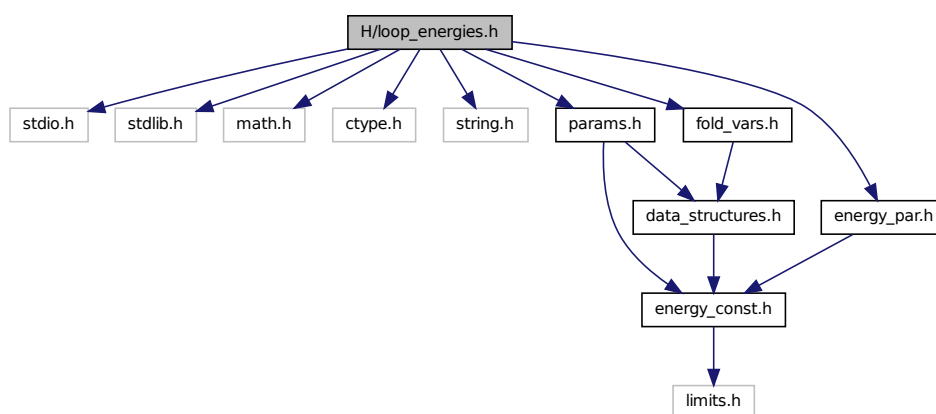 H/loop_energies.h
stdio.h
stdlib.h
math.h
ctype.h
string.h
params.h
fold_vars.h
data_structures.h
energy_par.h
energy_const.h
limits.h